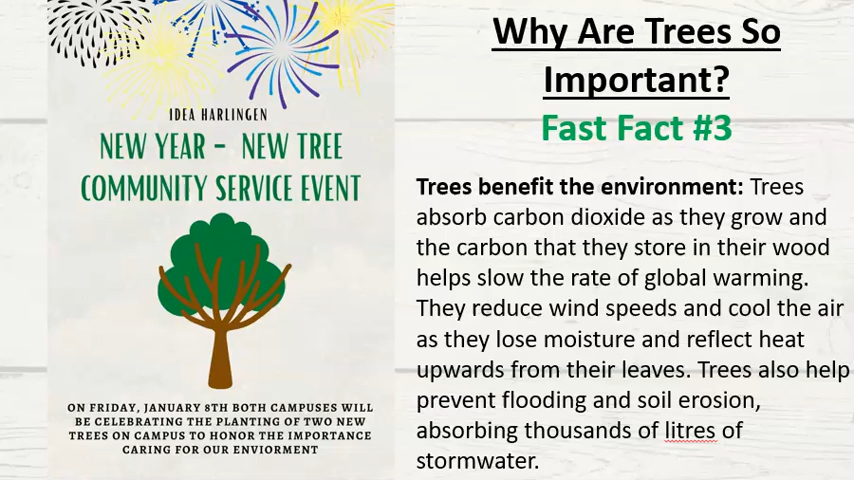 IDEA HARLINGEN
NEW YEAR - NEW TREE
COMMUNITY SERVICE EVENT
ON FRIDAY, JANUARY 8TH BOTH CAMPUSES WILL
BE CELEBRATING THE PLANTING OF TWO NEW
TREES ON CAMPUS TO HONOR THE IMPORTANCE
CARING FOR OUR ENVIORMENT
Why Are Trees So
Important?
Fast Fact #3
Trees benefit the environment: Trees
absorb carbon dioxide as they grow and
the carbon that they store in their wood
helps slow the rate of global warming.
They reduce wind speeds and cool the air
as they lose moisture and reflect heat
upwards from their leaves. Trees also help
prevent flooding and soil erosion,
absorbing thousands of litres of
stormwater.